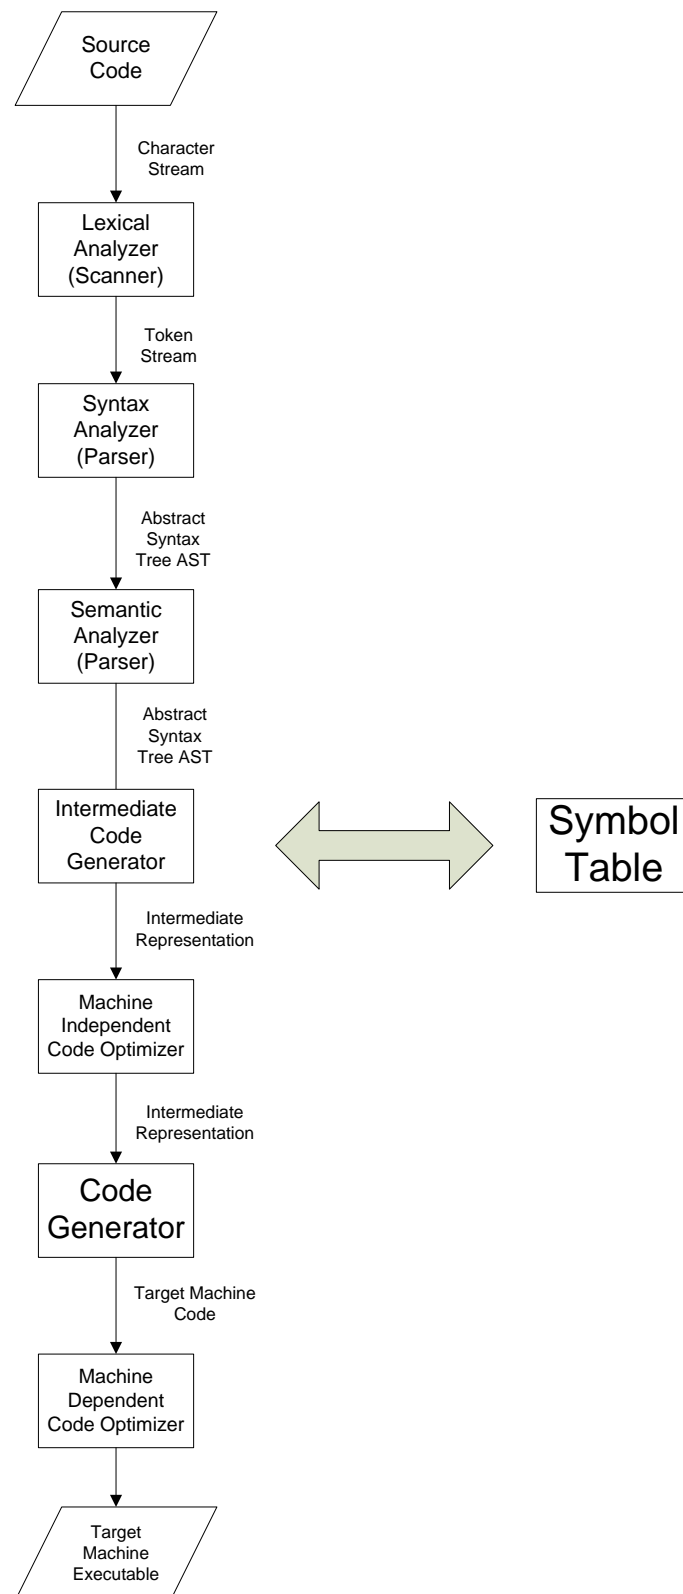 Source
Code
Character
Stream
Lexical
Analyzer
(Scanner)
Token
Stream
Syntax
Analyzer
(Parser)
Abstract
Syntax
Tree AST
Semantic
Analyzer
(Parser)
Abstract
Syntax
Tree AST
Intermediate
Code
Generator
Symbol
Table
Intermediate
Representation
Machine
Independent
Code Optimizer
Intermediate
Representation
Code
Generator
Target Machine
Code
Machine
Dependent
Code Optimizer
Target
Machine
Executable